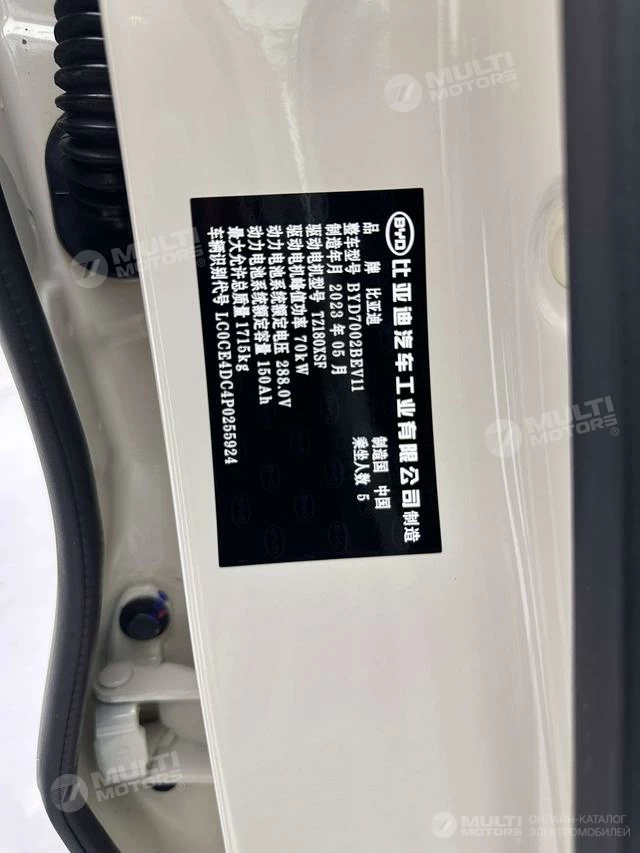 BYD 比亚迪汽车工业有限公司 制造
品 牌 比亚迪 制造国 中国
整车型号 BYD7002BEV11 乘坐人数 5
制造年月 2023 年 05 月
驱动电机型号 TZ180XSF
驱动电机峰值功率 70kW
动力电池系统额定电压 288.0V
动力电池系统额定容量 150Ah
最大允许总质量 1715kg
车辆识别代号 LC0CE4DC4P0255924
MULTI MOTORS®
MULTI MOTORS®
MULTI MOTORS®
MULTI MOTORS®
MULTI MOTORS®
ОНЛАЙН-КАТАЛОГ
ЭЛЕКТРОМОБИЛЕЙ